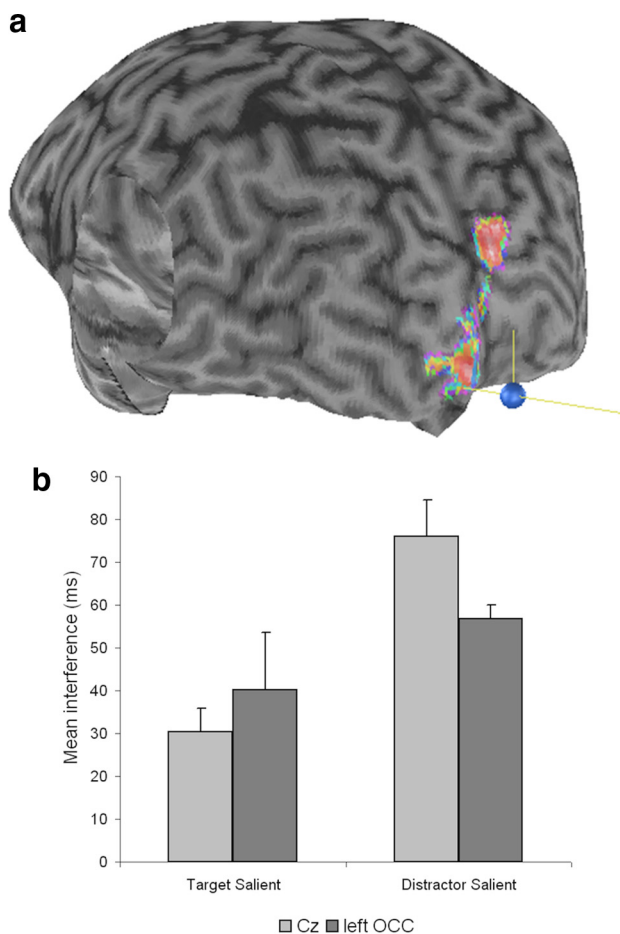 a
b
Mean interference (ms)
90
80
70
60
50
40
30
20
10
0
Target Salient Distractor Salient
Cz left OCC